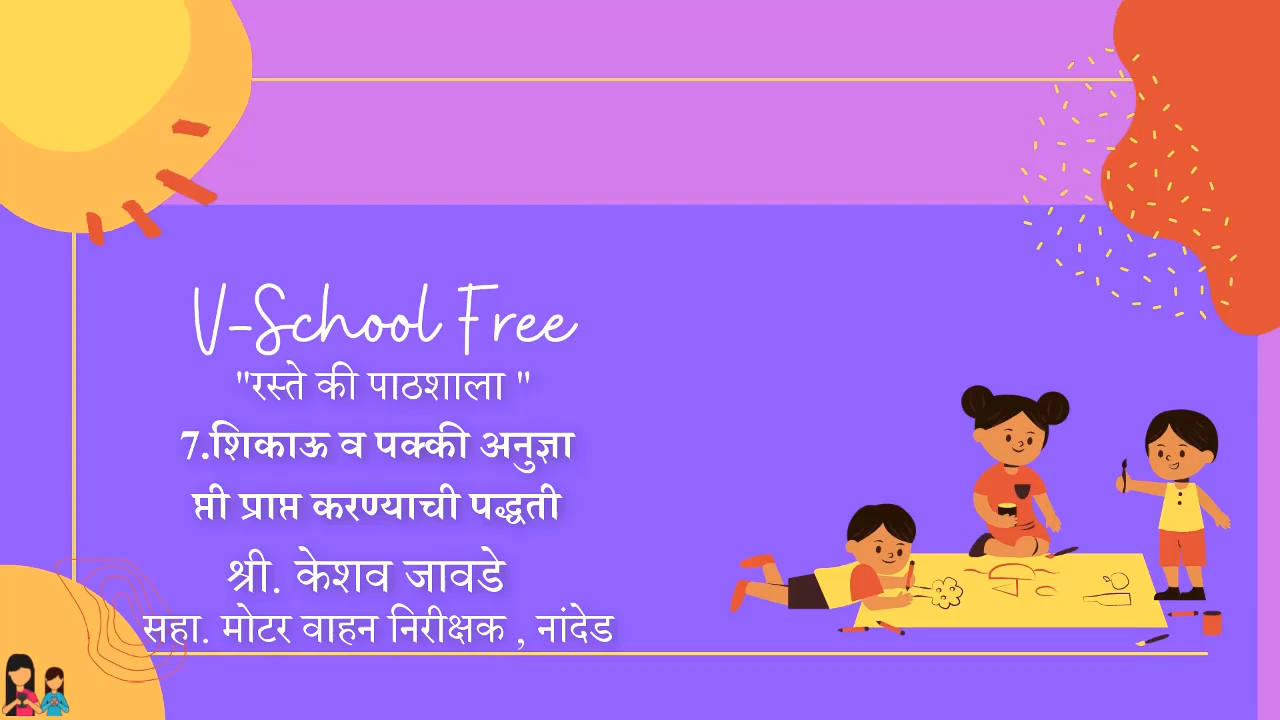 V-School Free
"रस्ते की पाठशाला "
7.शिकाऊ व पक्की अनुज्ञा
प्ती प्राप्त करण्याची पद्धती
श्री. केशव जावडे
सहा. मोटर वाहन निरीक्षक , नांदेड